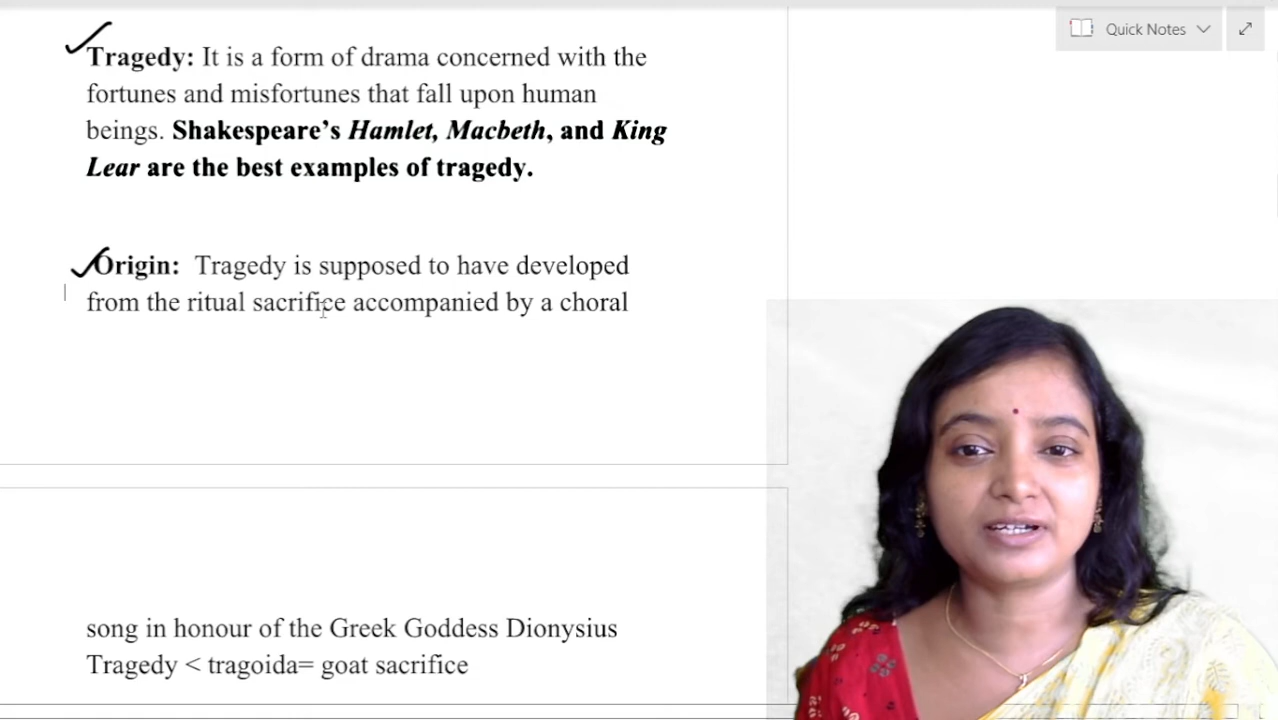 Quick Notes
Tragedy: It is a form of drama concerned with the
fortunes and misfortunes that fall upon human
beings. Shakespeare's Hamlet, Macbeth, and King
Lear are the best examples of tragedy.
Origin: Tragedy is supposed to have developed
from the ritual sacrifice accompanied by a choral
song in honour of the Greek Goddess Dionysius
Tragedy < tragoida= goat sacrifice